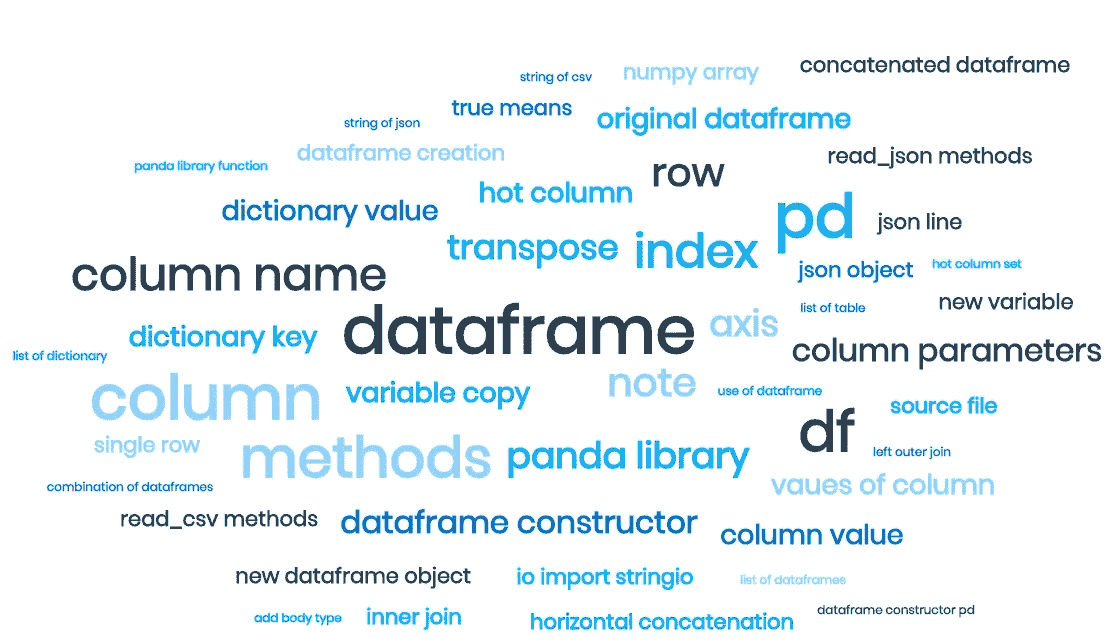 concatenated dataframe
string of csv
numpy array
true means
original dataframe
string of json
dataframe creation
read_json methods
panda library function
row
hot column
dictionary value
pd
json line
transpose
index
json object
hot column set
column name
list of table
new variable
dictionary key
dataframe
axis
list of dictionary
column parameters
column
variable copy
note
use of dataframe
source file
single row
methods
panda library
df
left outer join
combination of dataframes
vaues of column
read_csv methods
dataframe constructor
column value
new dataframe object
io import stringio
list of dataframes
add body type
inner join
horizontal concatenation
dataframe constructor pd